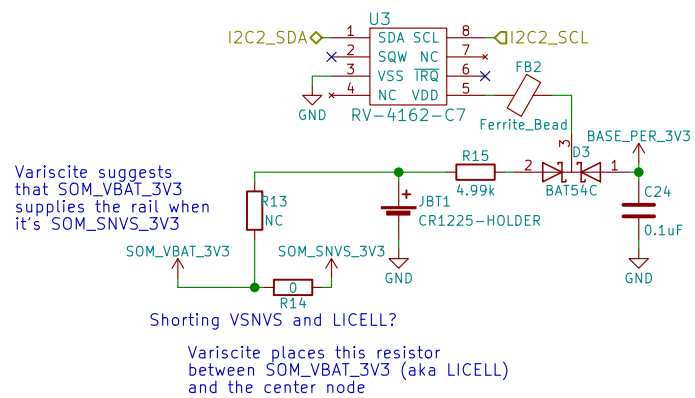 U3
I2C2_SDA 1 SDA SCL 8 I2C2_SCL
2 SQW NC 7
3 VSS IRQ 6 FB2
4 NC VDD 5
GND RV-4162-C7 Ferrite_Bead
BASE_PER_3V3
3 D3
R15 2 1
4.99k BAT54C C24
0.1uF
GND
Variscite suggests
that SOM_VBAT_3V3
supplies the rail when
it's SOM_SNVS_3V3
R13
NC
+ JBT1
CR1225-HOLDER
GND
SOM_VBAT_3V3 SOM_SNVS_3V3
0
R14
Shorting VSNVS and LICELL?
Variscite places this resistor
between SOM_VBAT_3V3 (aka LICELL)
and the center node